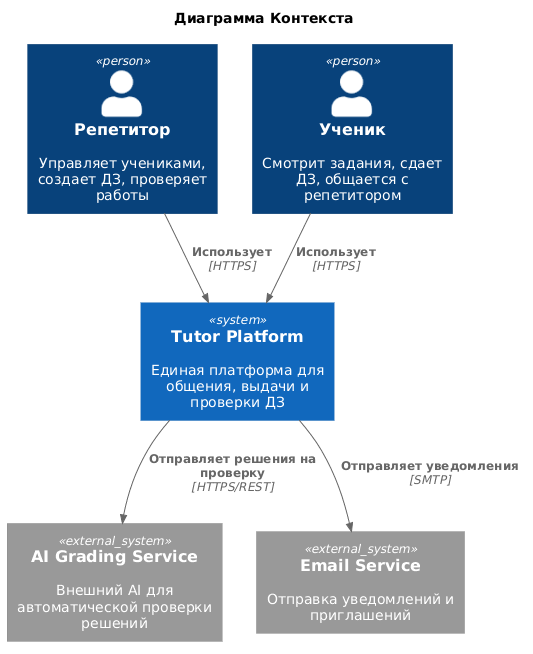 Диаграмма Контекста
«person»
Репетитор
Управляет учениками,
создает ДЗ, проверяет
работы
«person»
Ученик
Смотрит задания, сдает
ДЗ, общается с
репетитором
Использует
[HTTPS]
Использует
[HTTPS]
«system»
Tutor Platform
Единая платформа для
общения, выдачи и
проверки ДЗ
Отправляет решения на
проверку
[HTTPS/REST]
Отправляет уведомления
[SMTP]
«external_system»
AI Grading Service
Внешний AI для
автоматической проверки
решений
«external_system»
Email Service
Отправка уведомлений и
приглашений